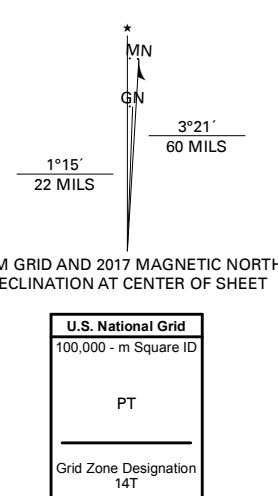 ★
MN
GN
3°21´
60 MILS
1°15´
22 MILS
M GRID AND 2017 MAGNETIC NORTH
ECLINATION AT CENTER OF SHEET
U.S. National Grid
100,000 - m Square ID
PT
Grid Zone Designation
14T